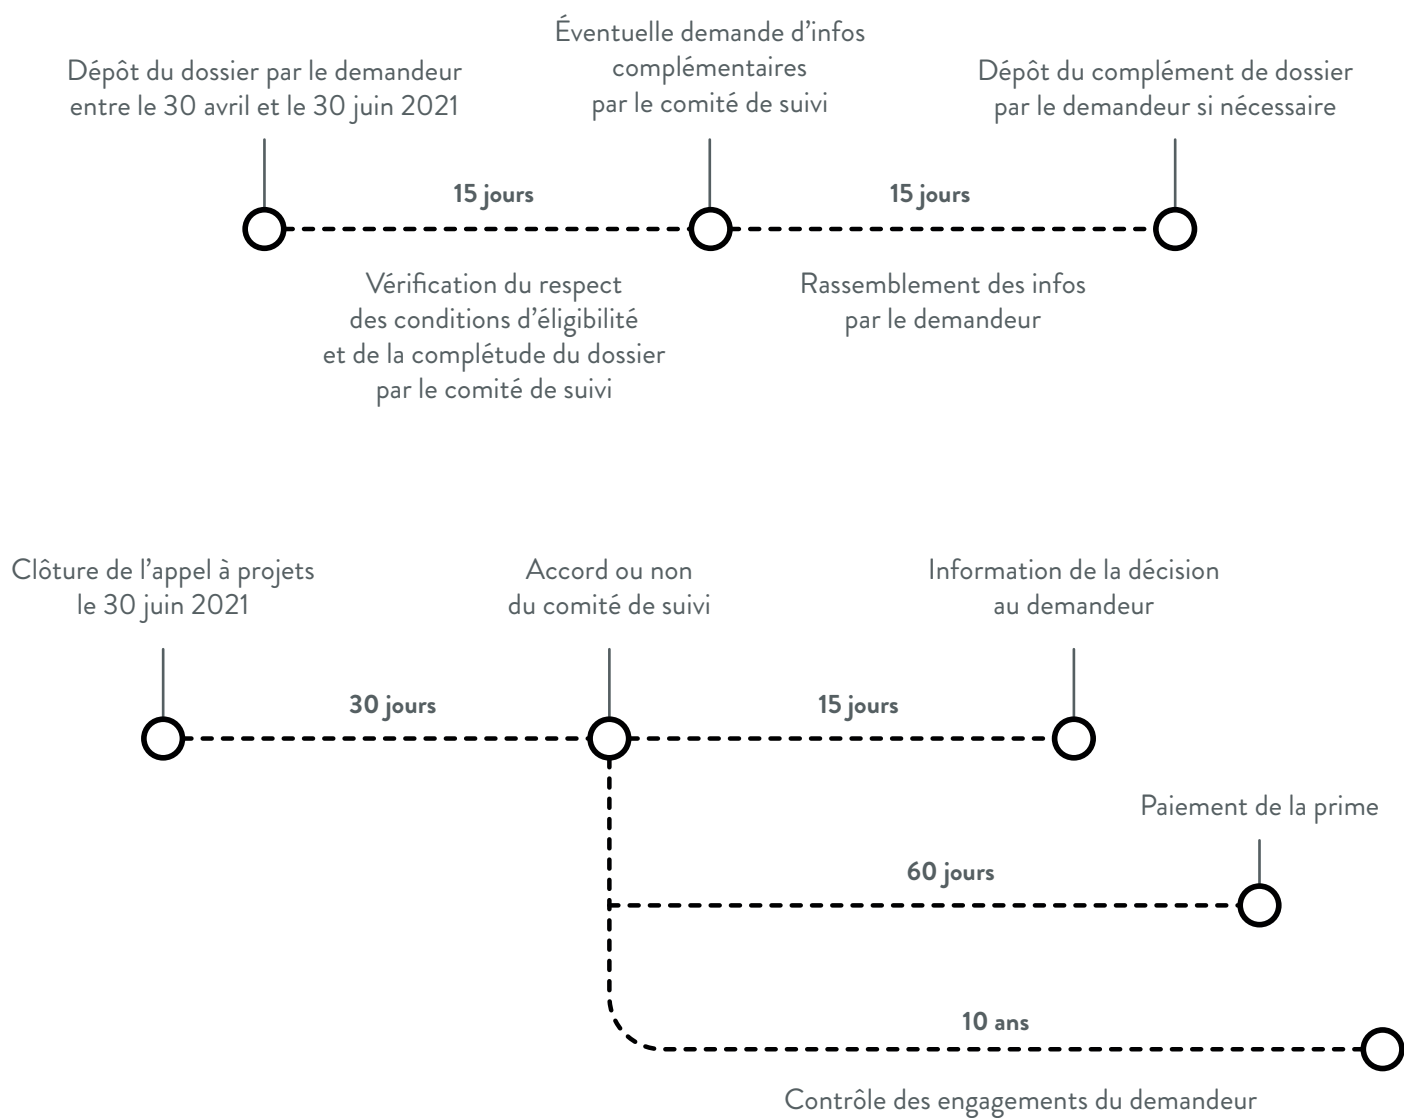 Dépôt du dossier par le demandeur
entre le 30 avril et le 30 juin 2021
Éventuelle demande d’infos
complémentaires
par le comité de suivi
Dépôt du complément de dossier
par le demandeur si nécessaire
15 jours
15 jours
Vérification du respect
des conditions d’éligibilité
et de la complétude du dossier
par le comité de suivi
Rassemblement des infos
par le demandeur
Clôture de l’appel à projets
le 30 juin 2021
Accord ou non
du comité de suivi
Information de la décision
au demandeur
30 jours
15 jours
Paiement de la prime
60 jours
10 ans
Contrôle des engagements du demandeur